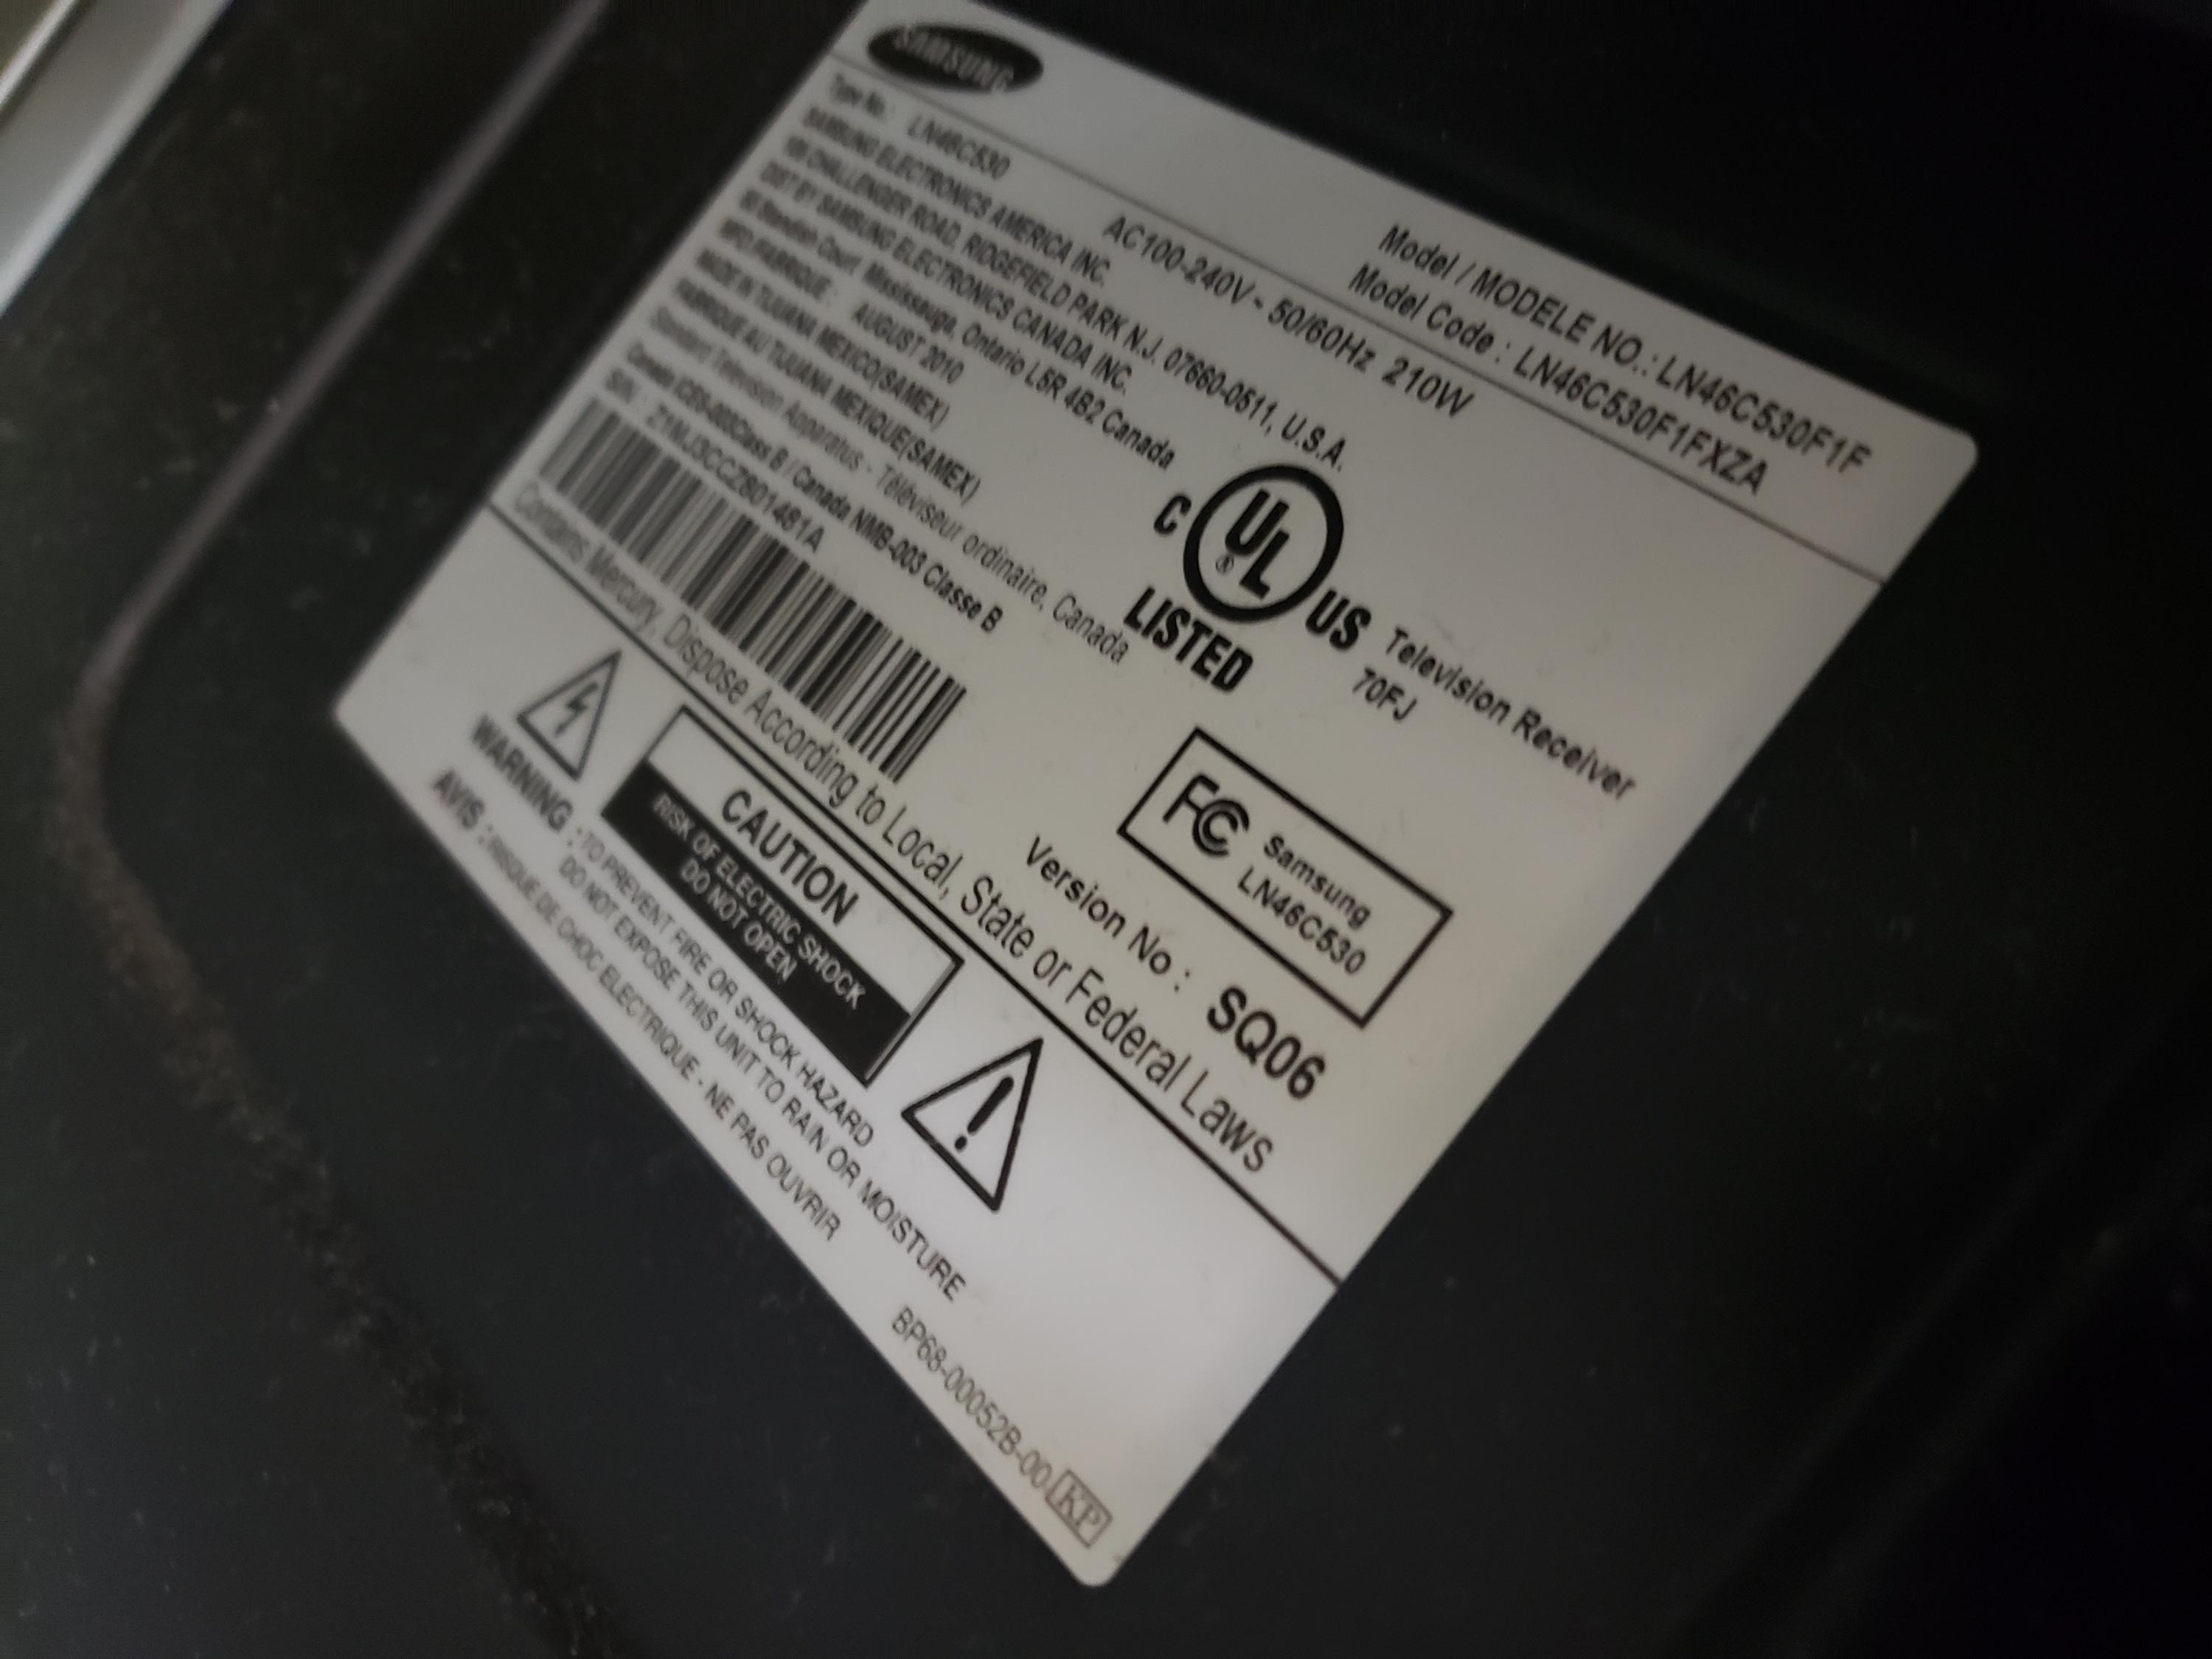 SAMSUNG
Model / MODELE NO.: LN46C530F1F
Model Code : LN46C530F1FXZA
Type No. LN46C530
AC100-240V~ 50/60Hz 210W
SAMSUNG ELECTRONICS AMERICA INC.
CHALLENGER ROAD, RIDGEFIELD PARK N.J. 07660-0511, U.S.A.
DIST BY SAMSUNG ELECTRONICS CANADA INC.
55 Standish Court Mississauga, Ontario L5R 4B2 Canada
MFD./FABRIQUE : AUGUST 2010
MADE IN TIJUANA MEXICO(SAMEX)
FABRIQUE AU TIJUANA MEXIQUE(SAMEX)
Standard Television Apparatus - Téléviseur ordinaire, Canada
Canada ICES-003Class B / Canada NMB-003 Classe B
S/N :
C UL ® US
LISTED
Television Receiver
70FJ
FC Samsung
LN46C530
Version No : SQ06
Contains Mercury, Dispose According to Local, State or Federal Laws
CAUTION
RISK OF ELECTRIC SHOCK
DO NOT OPEN
WARNING : TO PREVENT FIRE OR SHOCK HAZARD
DO NOT EXPOSE THIS UNIT TO RAIN OR MOISTURE
AVIS : RISQUE DE CHOC ELECTRIQUE - NE PAS OUVRIR
BP68-00052B-00 KP